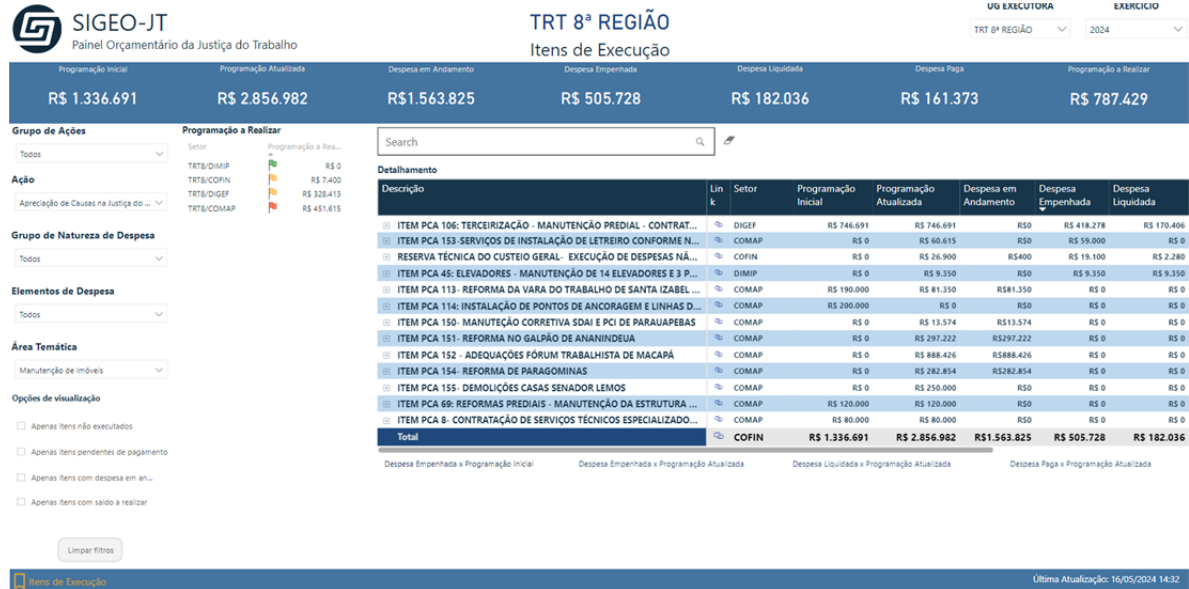 SIGEO-JT
Painel Orçamentário da Justiça do Trabalho
TRT 8ª REGIÃO
Itens de Execução
UG EXECUTORA EXERCÍCIO
TRT 8ª REGIÃO 2024
Programação Inicial Programação Atualizada Despesa em Andamento Despesa Empenhada Despesa Liquidada Despesa Paga Programação a Realizar
R$ 1.336.691 R$ 2.856.982 R$1.563.825 R$ 505.728 R$ 182.036 R$ 161.373 R$ 787.429
Grupo de Ações
Todos
Ação
Apreciação de Causas na Justiça do ...
Grupo de Natureza de Despesa
Todos
Elementos de Despesa
Todos
Área Temática
Manutenção de Imóveis
Opções de visualização
Apenas itens não executados
Apenas itens pendentes de pagamento
Apenas itens com despesa em an...
Apenas itens com saldo a realizar
Limpar filtros
Programação a Realizar
Setor Programação a Rea...
TRT8/DIMIP R$ 0
TRT8/COFIN R$ 7.400
TRT8/DIGEF R$ 328.413
TRT8/COMAP R$ 451.615
Search
Detalhamento
Descrição Link Setor Programação Inicial Programação Atualizada Despesa em Andamento Despesa Empenhada Despesa Liquidada
ITEM PCA 106: TERCEIRIZAÇÃO - MANUTENÇÃO PREDIAL - CONTRAT... DIGEF R$ 746.691 R$ 746.691 R$0 R$ 418.278 R$ 170.406
ITEM PCA 153-SERVIÇOS DE INSTALAÇÃO DE LETREIRO CONFORME N... COMAP R$ 0 R$ 60.615 R$0 R$ 59.000 R$ 0
RESERVA TÉCNICA DO CUSTEIO GERAL- EXECUÇÃO DE DESPESAS NÃ... COFIN R$ 0 R$ 26.900 R$400 R$ 19.100 R$ 2.280
ITEM PCA 45: ELEVADORES - MANUTENÇÃO DE 14 ELEVADORES E 3 P... DIMIP R$ 0 R$ 9.350 R$0 R$ 9.350 R$ 9.350
ITEM PCA 113- REFORMA DA VARA DO TRABALHO DE SANTA IZABEL ... COMAP R$ 190.000 R$ 81.350 R$81.350 R$ 0 R$ 0
ITEM PCA 114: INSTALAÇÃO DE PONTOS DE ANCORAGEM E LINHAS D... COMAP R$ 200.000 R$ 0 R$0 R$ 0 R$ 0
ITEM PCA 150- MANUTEÇÃO CORRETIVA SDAI E PCI DE PARAUAPEBAS COMAP R$ 0 R$ 13.574 R$13.574 R$ 0 R$ 0
ITEM PCA 151- REFORMA NO GALPÃO DE ANANINDEUA COMAP R$ 0 R$ 297.222 R$297.222 R$ 0 R$ 0
ITEM PCA 152 - ADEQUAÇÕES FÓRUM TRABALHISTA DE MACAPÁ COMAP R$ 0 R$ 888.426 R$888.426 R$ 0 R$ 0
ITEM PCA 154- REFORMA DE PARAGOMINAS COMAP R$ 0 R$ 282.854 R$282.854 R$ 0 R$ 0
ITEM PCA 155- DEMOLIÇÕES CASAS SENADOR LEMOS COMAP R$ 0 R$ 250.000 R$0 R$ 0 R$ 0
ITEM PCA 69: REFORMAS PREDIAIS - MANUTENÇÃO DA ESTRUTURA ... COMAP R$ 120.000 R$ 120.000 R$0 R$ 0 R$ 0
ITEM PCA 8- CONTRATAÇÃO DE SERVIÇOS TÉCNICOS ESPECIALIZADO... COMAP R$ 80.000 R$ 80.000 R$0 R$ 0 R$ 0
Total COFIN R$ 1.336.691 R$ 2.856.982 R$1.563.825 R$ 505.728 R$ 182.036
Despesa Empenhada x Programação Inicial Despesa Empenhada x Programação Atualizada Despesa Liquidada x Programação Atualizada Despesa Paga x Programação Atualizada
Itens de Execução
Última Atualização: 16/05/2024 14:32